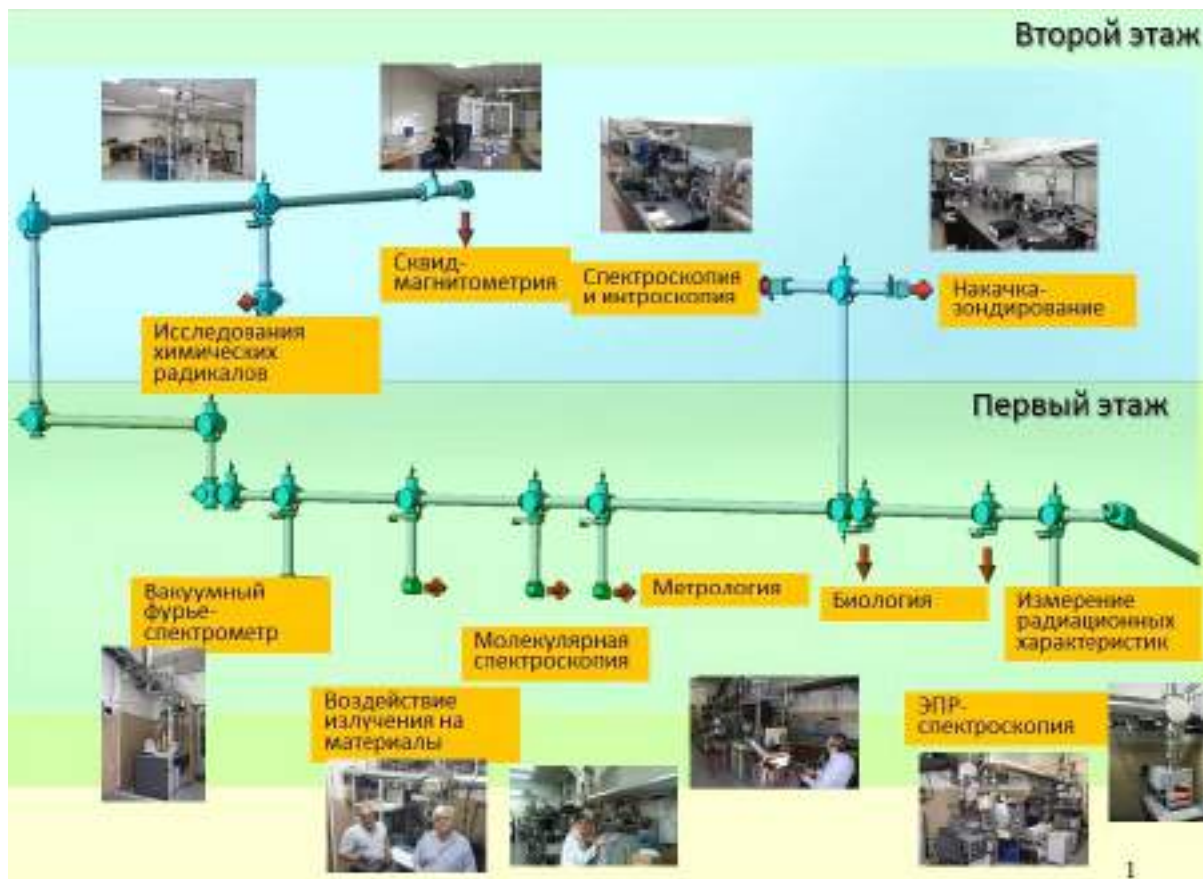 Второй этаж
Сквид-
магнитометрия
Спектроскопия
и интроскопия
Накачка-
зондирование
Исследования
химических
радикалов
Первый этаж
Вакуумный
фурье-
спектрометр
Метрология
Биология
Измерение
радиационных
характеристик
Молекулярная
спектроскопия
Воздействие
излучения на
материалы
ЭПР-
спектроскопия
1